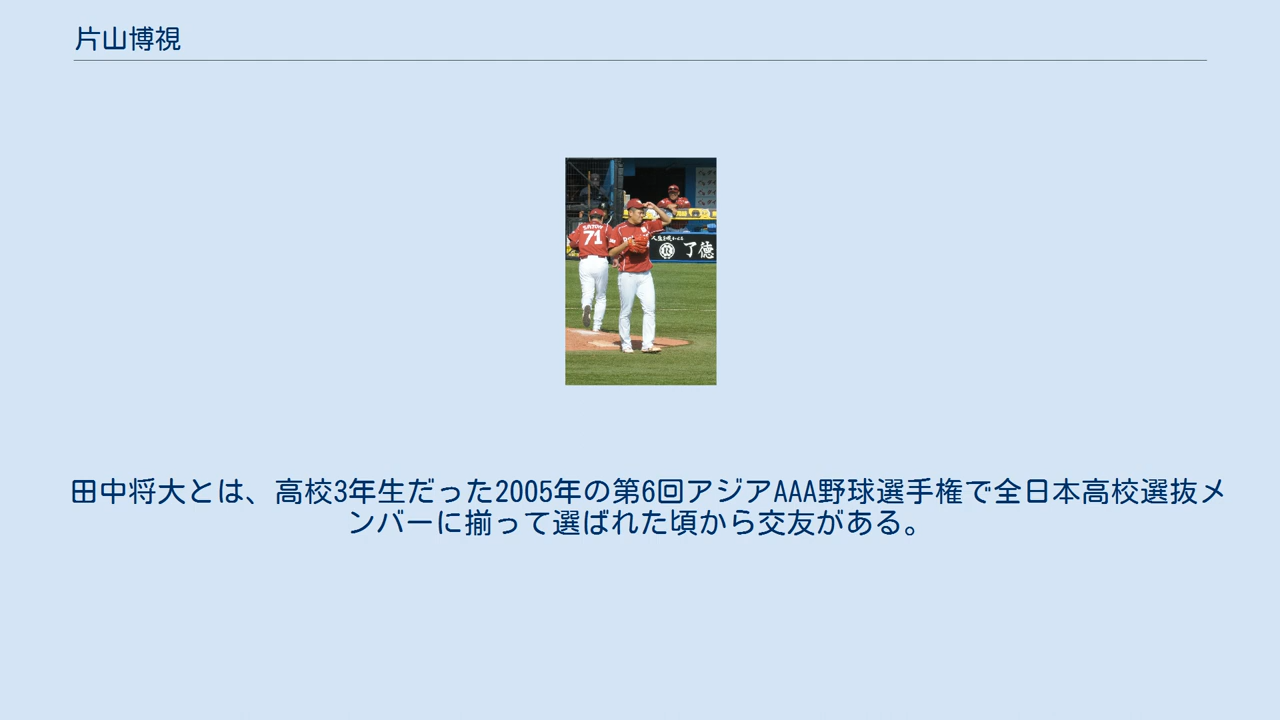 片山博視
71
了徳
田中将大とは、高校3年生だった2005年の第6回アジアAAA野球選手権で全日本高校選抜メ
ンバーに揃って選ばれた頃から交友がある。